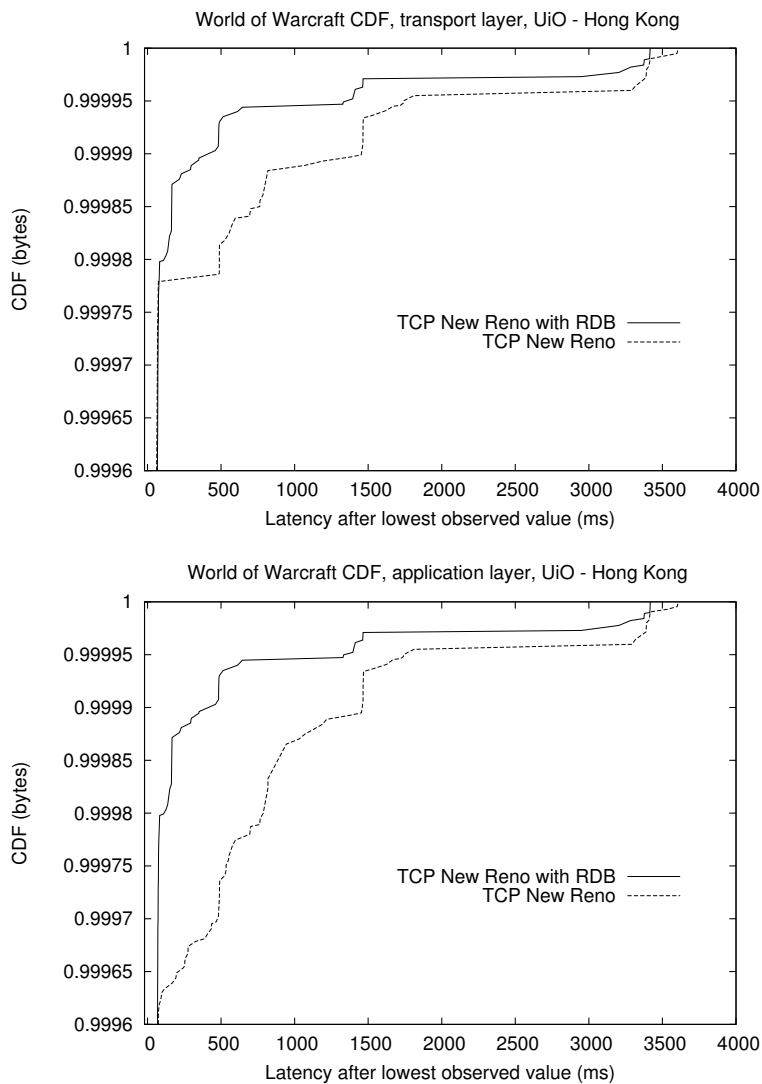 World of Warcraft CDF, transport layer, UiO - Hong Kong
1
0.99995
0.9999
0.99985
0.9998
0.99975
0.9997
0.99965
0.9996
CDF (bytes)
TCP New Reno with RDB
TCP New Reno
0 500 1000 1500 2000 2500 3000 3500 4000
Latency after lowest observed value (ms)
World of Warcraft CDF, application layer, UiO - Hong Kong
1
0.99995
0.9999
0.99985
0.9998
0.99975
0.9997
0.99965
0.9996
CDF (bytes)
TCP New Reno with RDB
TCP New Reno
0 500 1000 1500 2000 2500 3000 3500 4000
Latency after lowest observed value (ms)